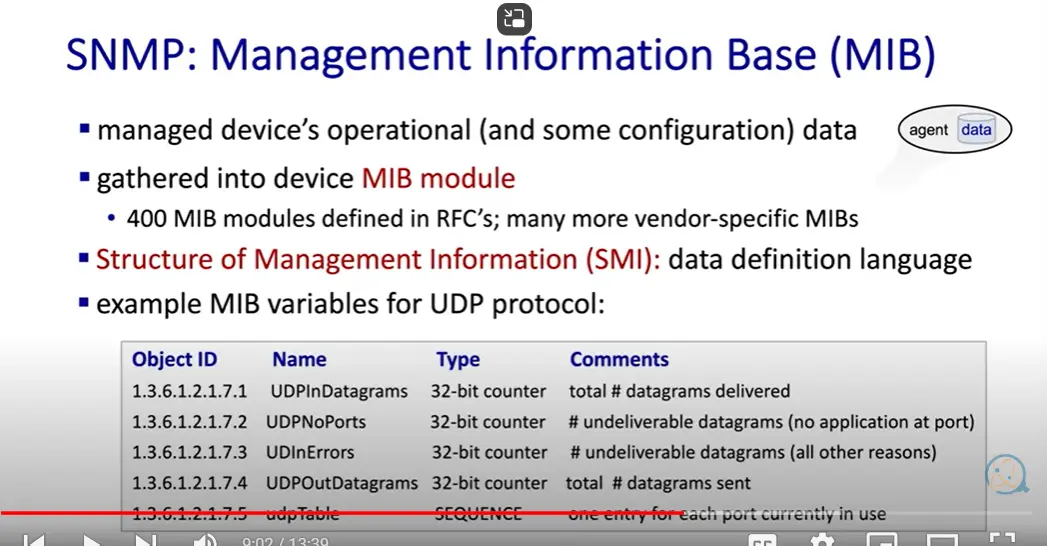 SNMP: Management Information Base (MIB)
managed device's operational (and some configuration) data
agent data
gathered into device MIB module
400 MIB modules defined in RFC's; many more vendor-specific MIBs
Structure of Management Information (SMI): data definition language
example MIB variables for UDP protocol:
Object ID Name Type Comments
1.3.6.1.2.1.7.1 UDPInDatagrams 32-bit counter total # datagrams delivered
1.3.6.1.2.1.7.2 UDPNoPorts 32-bit counter # undeliverable datagrams (no application at port)
1.3.6.1.2.1.7.3 UDInErrors 32-bit counter # undeliverable datagrams (all other reasons)
1.3.6.1.2.1.7.4 UDPOutDatagrams 32-bit counter total # datagrams sent
1.3.6.1.2.1.7.5 udpTable SEQUENCE one entry for each port currently in use
9:02 / 13:39
CC